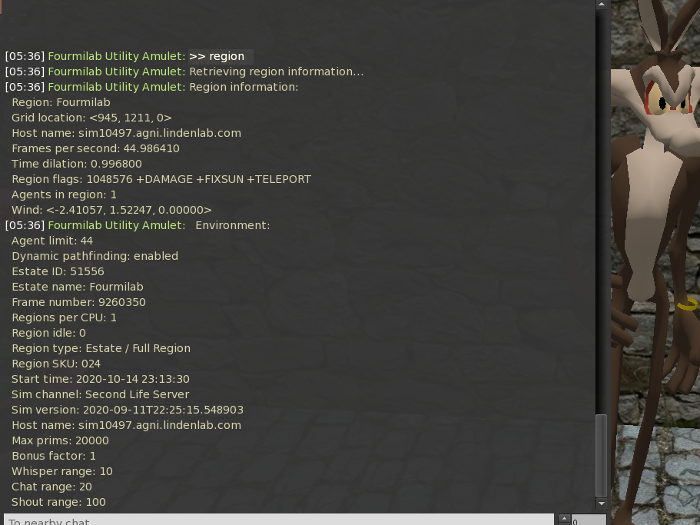 [05:36] Fourmilab Utility Amulet: >> region
[05:36] Fourmilab Utility Amulet: Retrieving region information...
[05:36] Fourmilab Utility Amulet: Region information:
Region: Fourmilab
Grid location: <945, 1211, 0>
Host name: sim10497.agni.lindenlab.com
Frames per second: 44.986410
Time dilation: 0.996800
Region flags: 1048576 +DAMAGE +FIXSUN +TELEPORT
Agents in region: 1
Wind: <-2.41057, 1.52247, 0.00000>
[05:36] Fourmilab Utility Amulet: Environment:
Agent limit: 44
Dynamic pathfinding: enabled
Estate ID: 51556
Estate name: Fourmilab
Frame number: 9260350
Regions per CPU: 1
Region idle: 0
Region type: Estate / Full Region
Region SKU: 024
Start time: 2020-10-14 23:13:30
Sim channel: Second Life Server
Sim version: 2020-09-11T22:25:15.548903
Host name: sim10497.agni.lindenlab.com
Max prims: 20000
Bonus factor: 1
Whisper range: 10
Chat range: 20
Shout range: 100
To nearby chat
0